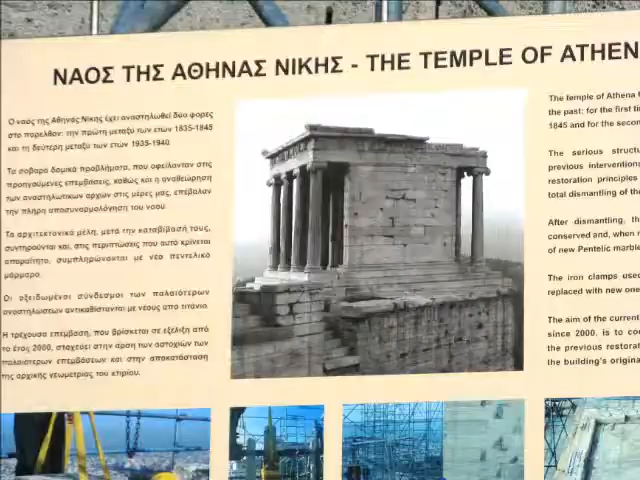 ΝΑΟΣ ΤΗΣ ΑΘΗΝΑΣ ΝΙΚΗΣ - THE TEMPLE OF ATHEN
Ο ναός της Αθηνάς Νίκης έχει αναστηλωθεί δύο φορές
στο παρελθόν: την πρώτη μεταξύ των ετών 1835-1845
και τη δεύτερη μεταξύ των ετών 1935-1940.
Τα σοβαρά δομικά προβλήματα, που οφείλονταν στις
προηγούμενες επεμβάσεις, καθώς και η αναθεώρηση
των αναστηλωτικών αρχών στις μέρες μας, επέβαλαν
την πλήρη αποσυναρμολόγηση του ναού.
Τα αρχιτεκτονικά μέλη, μετά την καταβίβασή τους,
συντηρούνται και, στις περιπτώσεις που αυτό κρίνεται
απαραίτητο, συμπληρώνονται με νέο πεντελικό
μάρμαρο.
Οι οξειδωμένοι σύνδεσμοι των παλαιότερων
αναστηλώσεων αντικαθίστανται με νέους από τιτάνιο.
Η τρέχουσα επέμβαση, που βρίσκεται σε εξέλιξη από
το έτος 2000, στοχεύει στην άρση των αστοχιών των
παλαιότερων επεμβάσεων και στην αποκατάσταση
της αρχικής γεωμετρίας του κτιρίου.
The temple of Athena
the past: for the first
1845 and for the secon
The serious structu
previous intervention
restoration principles
total dismantling of the
After dismantling, th
conserved and, when
of new Pentelic marble
The iron clamps used
replaced with new one
The aim of the current
since 2000, is to co
the previous restorat
the building's origina